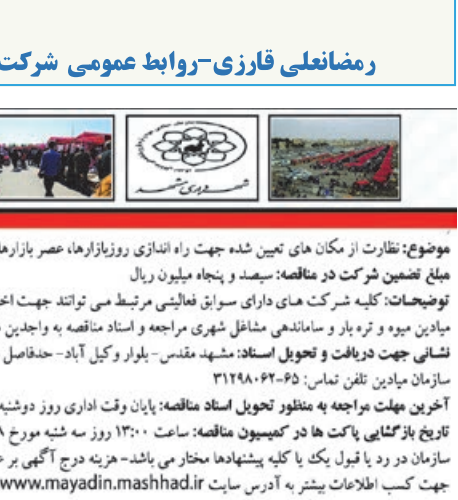 رمضانعلی قارزی-روابط عمومی شرکت
شهرداری مشهد
موضوع: نظارت از مکان های تعیین شده جهت راه اندازی روزبازارها، عصر بازارها
مبلغ تضمین شرکت در مناقصه: سیصد و پنجاه میلیون ریال
توضیحات: کلیه شرکت های دارای سوابق فعالیتی مرتبط می توانند جهت اخ
میادین میوه و تره بار و ساماندهی مشاغل شهری مراجعه و اسناد مناقصه به واجدین
نشانی جهت دریافت و تحویل اسناد: مشهد مقدس- بلوار وکیل آباد- حدفاصل
سازمان میادین تلفن تماس: ۶۵-۳۱۲۹۸۰۶۲
آخرین مهلت مراجعه به منظور تحویل اسناد مناقصه: پایان وقت اداری روز دوشنبه
تاریخ بازگشایی پاکت ها در کمیسیون مناقصه: ساعت ۱۳:۰۰ روز سه شنبه مورخ ۸
سازمان در رد یا قبول یک یا کلیه پیشنهادها مختار می باشد- هزینه درج آگهی بر ع
جهت کسب اطلاعات بیشتر به آدرس سایت www.mayadin.mashhad.ir